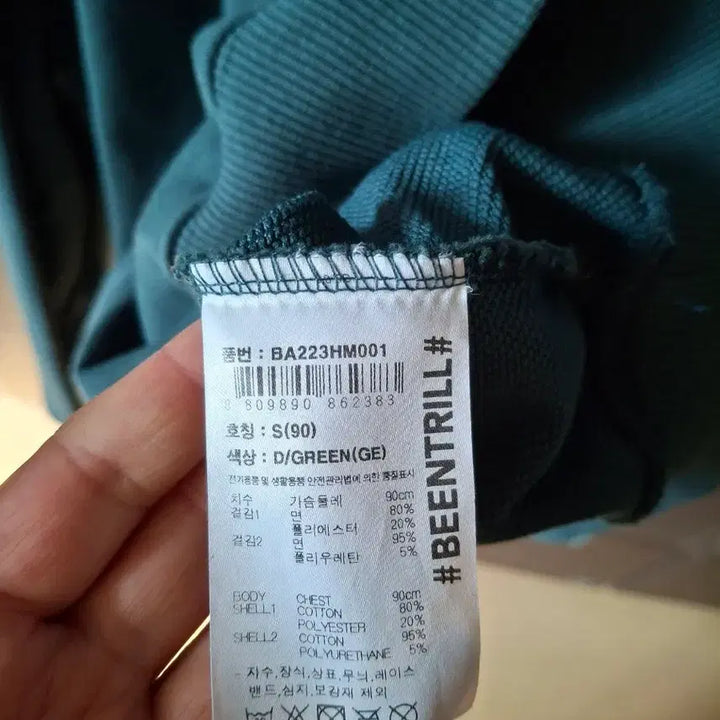 품번 : BA223HM001
8 809890 862383
호칭 : S(90)
색상 : D/GREEN(GE)
전기용품 및 생활용품 안전관리법에 의한 품질표시
치수 가슴둘레 90cm
겉감1 면 80%
폴리에스터 20%
겉감2 면 95%
폴리우레탄 5%
BODY CHEST 90cm
SHELL1 COTTON 80%
POLYESTER 20%
SHELL2 COTTON 95%
POLYURETHANE 5%
- 자수,장식,상표,무늬,레이스
밴드,심지,보강재 제외
#BEENTRILL#